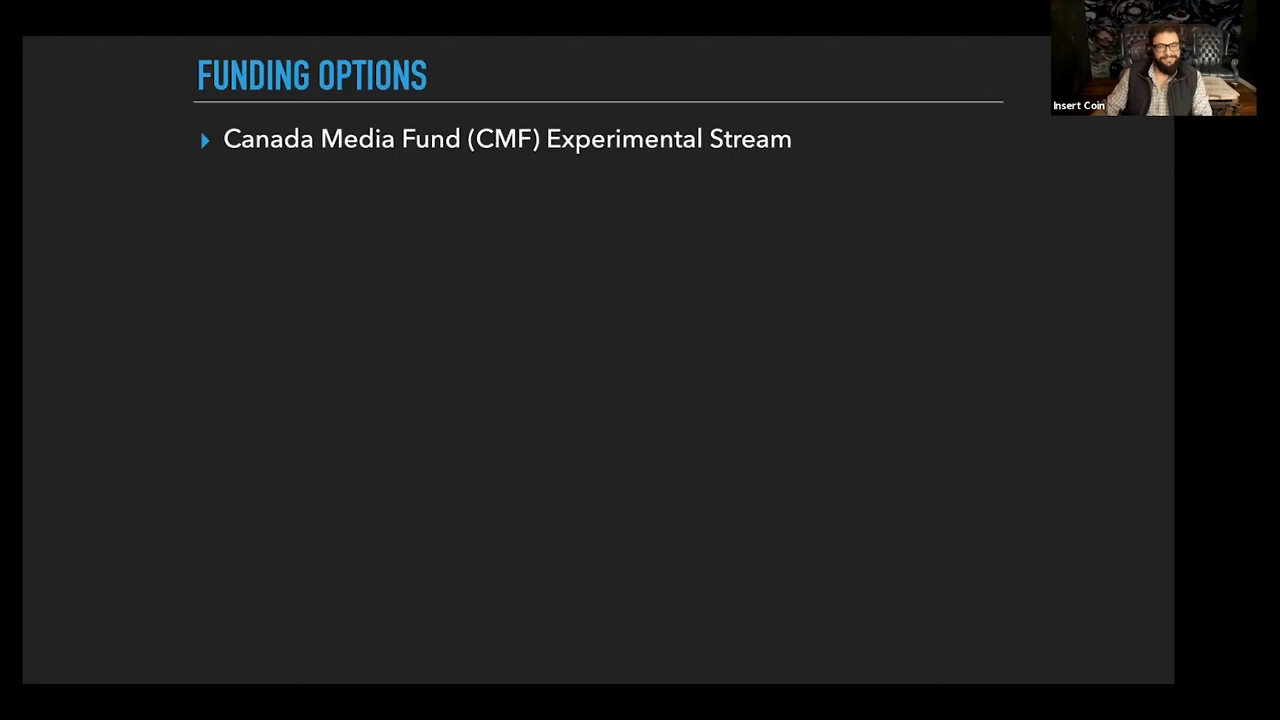 FUNDING OPTIONS
Canada Media Fund (CMF) Experimental Stream
Insert Coin